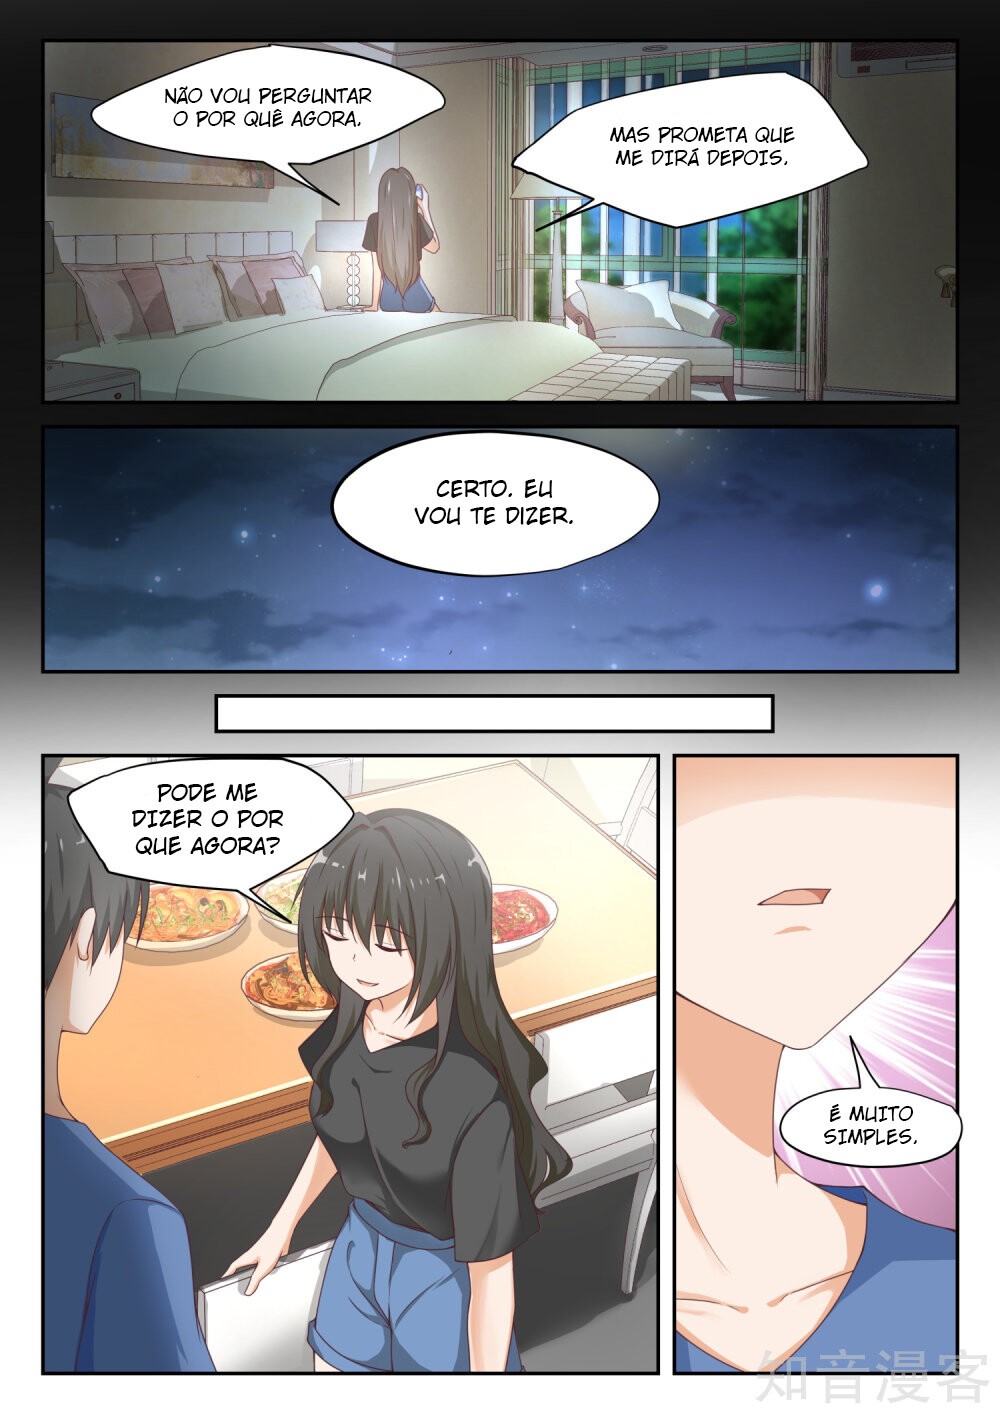 NÃO VOU PERGUNTAR
O POR QUÊ AGORA.
MAS PROMETA QUE
ME DIRÁ DEPOIS.
CERTO. EU
VOU TE DIZER.
PODE ME
DIZER O POR
QUE AGORA?
É MUITO
SIMPLES.
知音漫客